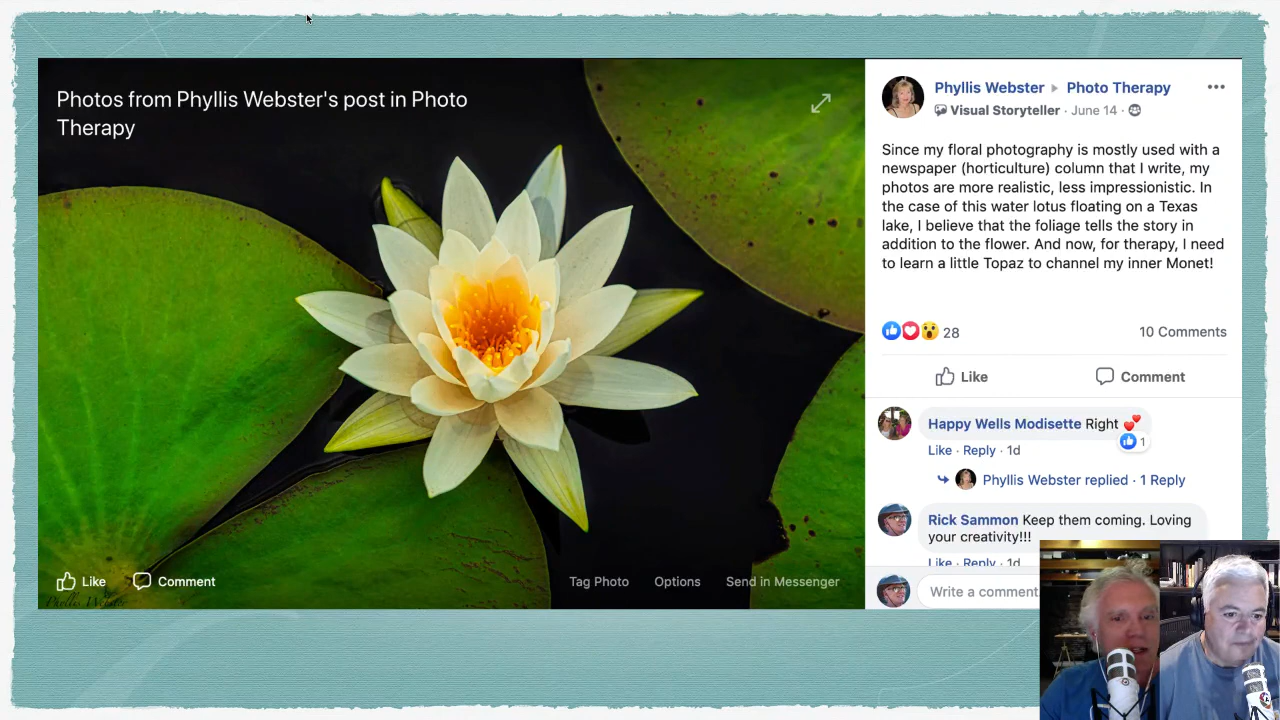 Photos from Phyllis Webster's post in Photo
Therapy
Like
Comment
Tag Photo
Options
Send in Messenger
Phyllis Webster
Phyllis Webster ▸ Photo Therapy
Visual Storyteller · June 14 ·
Since my floral photography is mostly used with a
newspaper (horticulture) column that I write, my
photos are more realistic, less impressionistic. In
the case of this water lotus floating on a Texas
lake, I believe that the foliage tells the story in
addition to the flower. And now, for therapy, I need
to learn a little Topaz to channel my inner Monet!
28
10 Comments
Like
Comment
Happy Wells Modisette Right
1
Like · Reply · 1d
Phyllis Webster replied · 1 Reply
Rick Sammon Keep them coming. Loving
your creativity!!!
Like · Reply · 1d
Write a comment